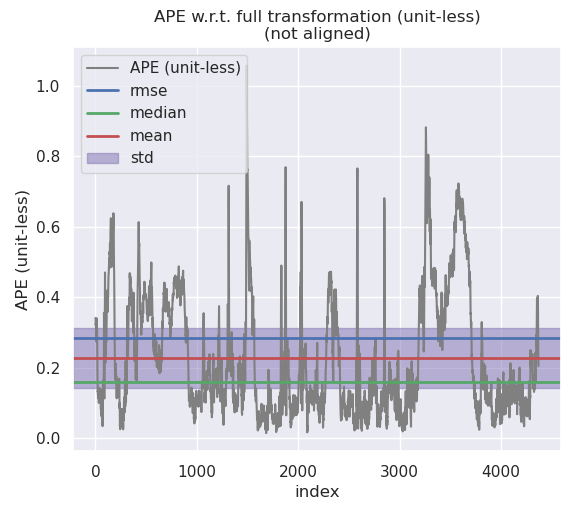 APE w.r.t. full transformation (unit-less)
(not aligned)
APE (unit-less)
rmse
median
mean
std
APE (unit-less)
1.0
0.8
0.6
0.4
0.2
0.0
0
1000
2000
3000
4000
index